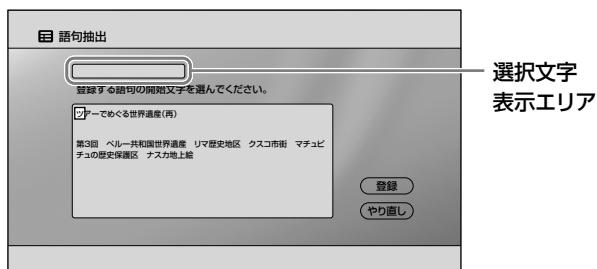 語句抽出
選択文字
表示エリア
登録する語句の開始文字を選んでください。
ツアーでめぐる世界遺産(再)
第3回　ペルー共和国世界遺産　リマ歴史地区　クスコ市街　マチュピ
チュの歴史保護区　ナスカ地上絵
登録
やり直し